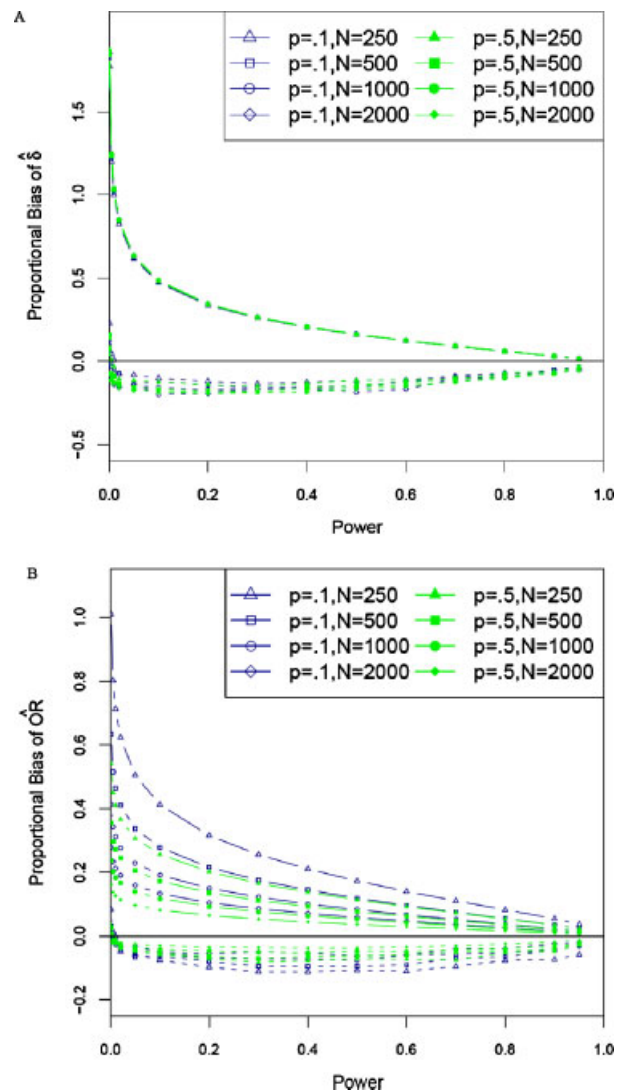 A
p=.1,N=250 p=.5,N=250
p=.1,N=500 p=.5,N=500
p=.1,N=1000 p=.5,N=1000
p=.1,N=2000 p=.5,N=2000
Proportional Bias of δ̂
1.5
1.0
0.5
0.0
−0.5
0.0 0.2 0.4 0.6 0.8 1.0
Power
B
p=.1,N=250 p=.5,N=250
p=.1,N=500 p=.5,N=500
p=.1,N=1000 p=.5,N=1000
p=.1,N=2000 p=.5,N=2000
Proportional Bias of ÔR
1.0
0.8
0.6
0.4
0.2
0.0
−0.2
0.0 0.2 0.4 0.6 0.8 1.0
Power